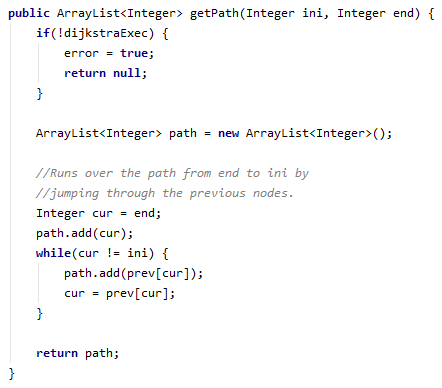 public ArrayList<Integer> getPath(Integer ini, Integer end) {
    if(!dijkstraExec) {
        error = true;
        return null;
    }

    ArrayList<Integer> path = new ArrayList<Integer>();

    //Runs over the path from end to ini by
    //jumping through the previous nodes.
    Integer cur = end;
    path.add(cur);
    while(cur != ini) {
        path.add(prev[cur]);
        cur = prev[cur];
    }

    return path;
}